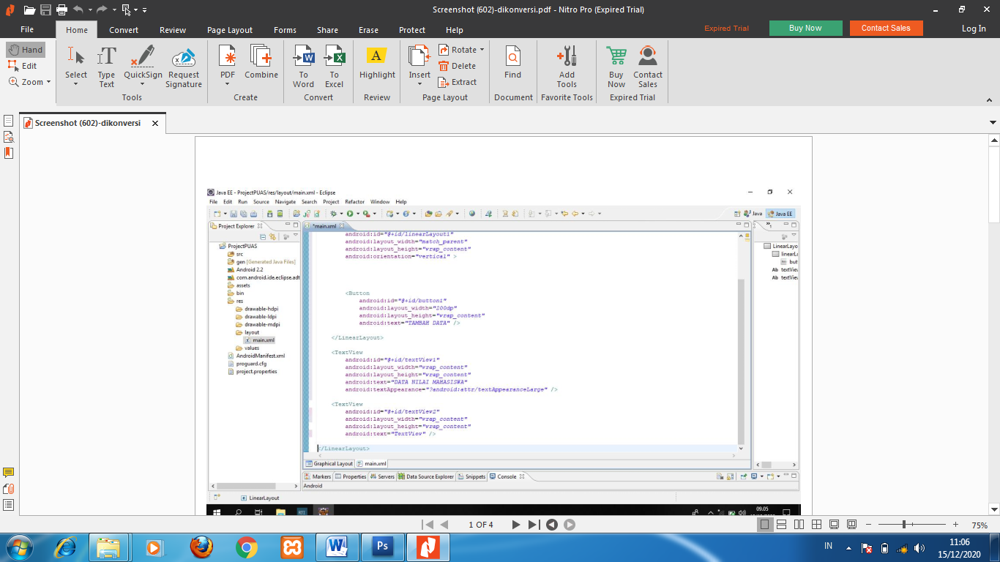 Screenshot (602)-dikonversi.pdf - Nitro Pro (Expired Trial)
File Home Convert Review Page Layout Forms Share Erase Protect Help Expired Trial Buy Now Contact Sales Log In
Hand
Edit
Zoom
Select
Type Text
QuickSign
Request Signature
Tools
PDF
Combine
Create
To Word
To Excel
Convert
Highlight
Review
Insert
Rotate
Delete
Extract
Page Layout
Find
Document
Add Tools
Favorite Tools
Buy Now
Contact Sales
Expired Trial
Screenshot (602)-dikonversi
Java EE - ProjectPUAS/res/layout/main.xml - Eclipse
File Edit Run Source Navigate Search Project Refactor Window Help
Java Java EE
Project Explorer
ProjectPUAS
src
gen [Generated Java Files]
Android 2.2
com.android.ide.eclipse.adt
assets
bin
res
drawable-hdpi
drawable-ldpi
drawable-mdpi
layout
main.xml
values
AndroidManifest.xml
proguard.cfg
project.properties
*main.xml
android:id="@+id/linearLayout1"
android:layout_width="match_parent"
android:layout_height="wrap_content"
android:orientation="vertical" >
<Button
android:id="@+id/button1"
android:layout_width="200dp"
android:layout_height="wrap_content"
android:text="TAMBAH DATA" />
</LinearLayout>
<TextView
android:id="@+id/textView1"
android:layout_width="wrap_content"
android:layout_height="wrap_content"
android:text="DATA NILAI MAHASISWA"
android:textAppearance="?android:attr/textAppearanceLarge" />
<TextView
android:id="@+id/textView2"
android:layout_width="wrap_content"
android:layout_height="wrap_content"
android:text="TextView" />
</LinearLayout>
Graphical Layout main.xml
LinearLayo
linearL
but
Ab textVie
Ab textVie
Markers Properties Servers Data Source Explorer Snippets Console
Android
LinearLayout
09.05
1 OF 4
75%
IN
11:06
15/12/2020